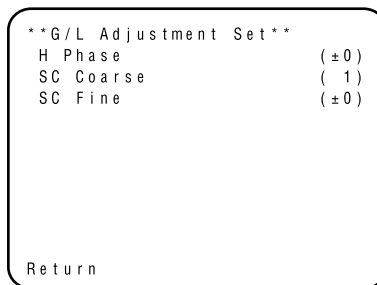 **G/L Adjustment Set**
H Phase (±0)
SC Coarse ( 1)
SC Fine (±0)
Return